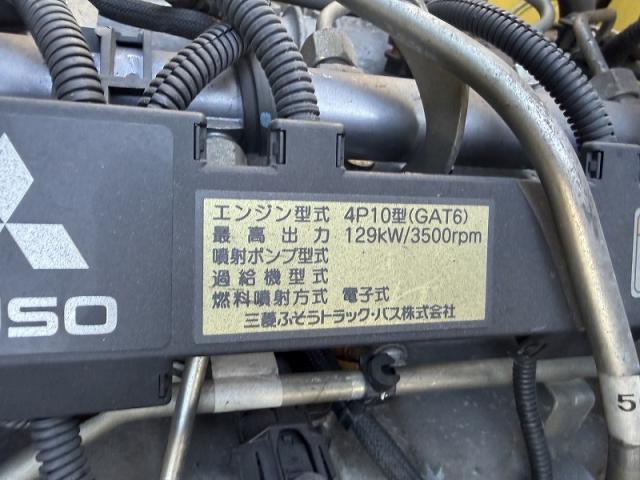 エンジン型式 4P10型(GAT6)
最高出力 129kW/3500rpm
噴射ポンプ型式
過給機型式
燃料噴射方式 電子式
三菱ふそうトラック・バス株式会社
USO
5